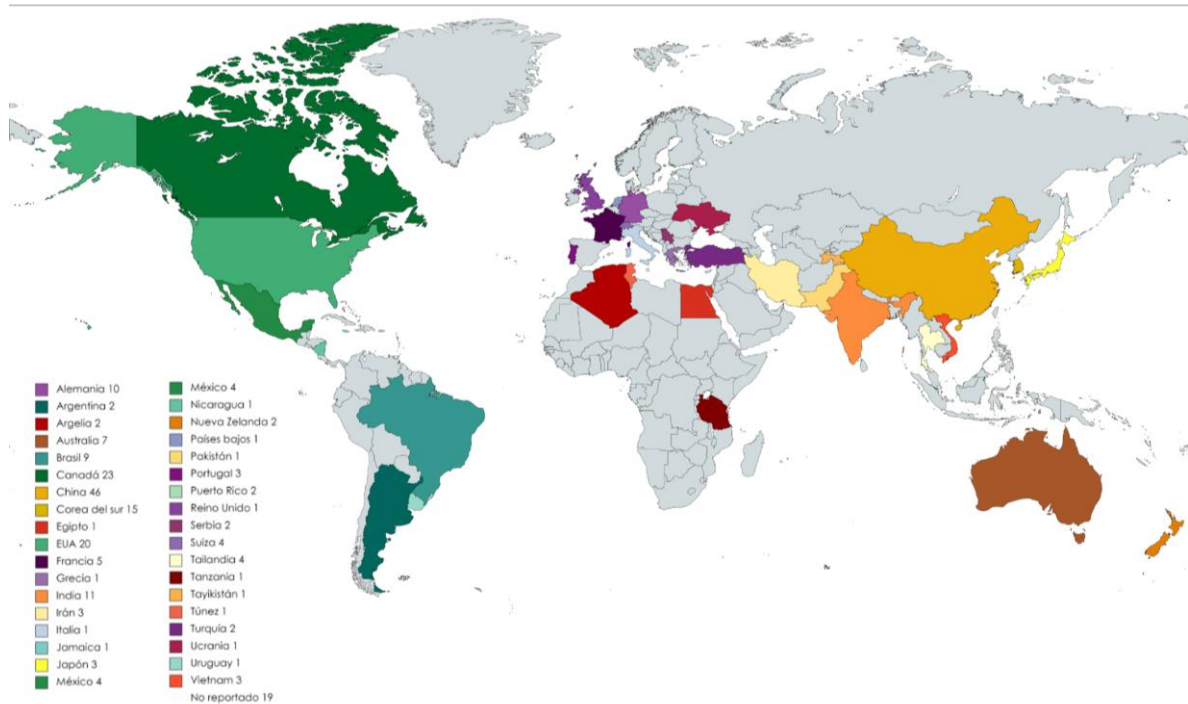 Alemania 10
Argentina 2
Argelia 2
Australia 7
Brasil 9
Canadá 23
China 46
Corea del sur 15
Egipto 1
EUA 20
Francia 5
Grecia 1
India 11
Irán 3
Italia 1
Jamaica 1
Japón 3
México 4
México 4
Nicaragua 1
Nueva Zelanda 2
Países bajos 1
Pakistán 1
Portugal 3
Puerto Rico 2
Reino Unido 1
Serbia 2
Suiza 4
Tailandia 4
Tanzania 1
Tayikistán 1
Túnez 1
Turquía 2
Ucrania 1
Uruguay 1
Vietnam 3
No reportado 19